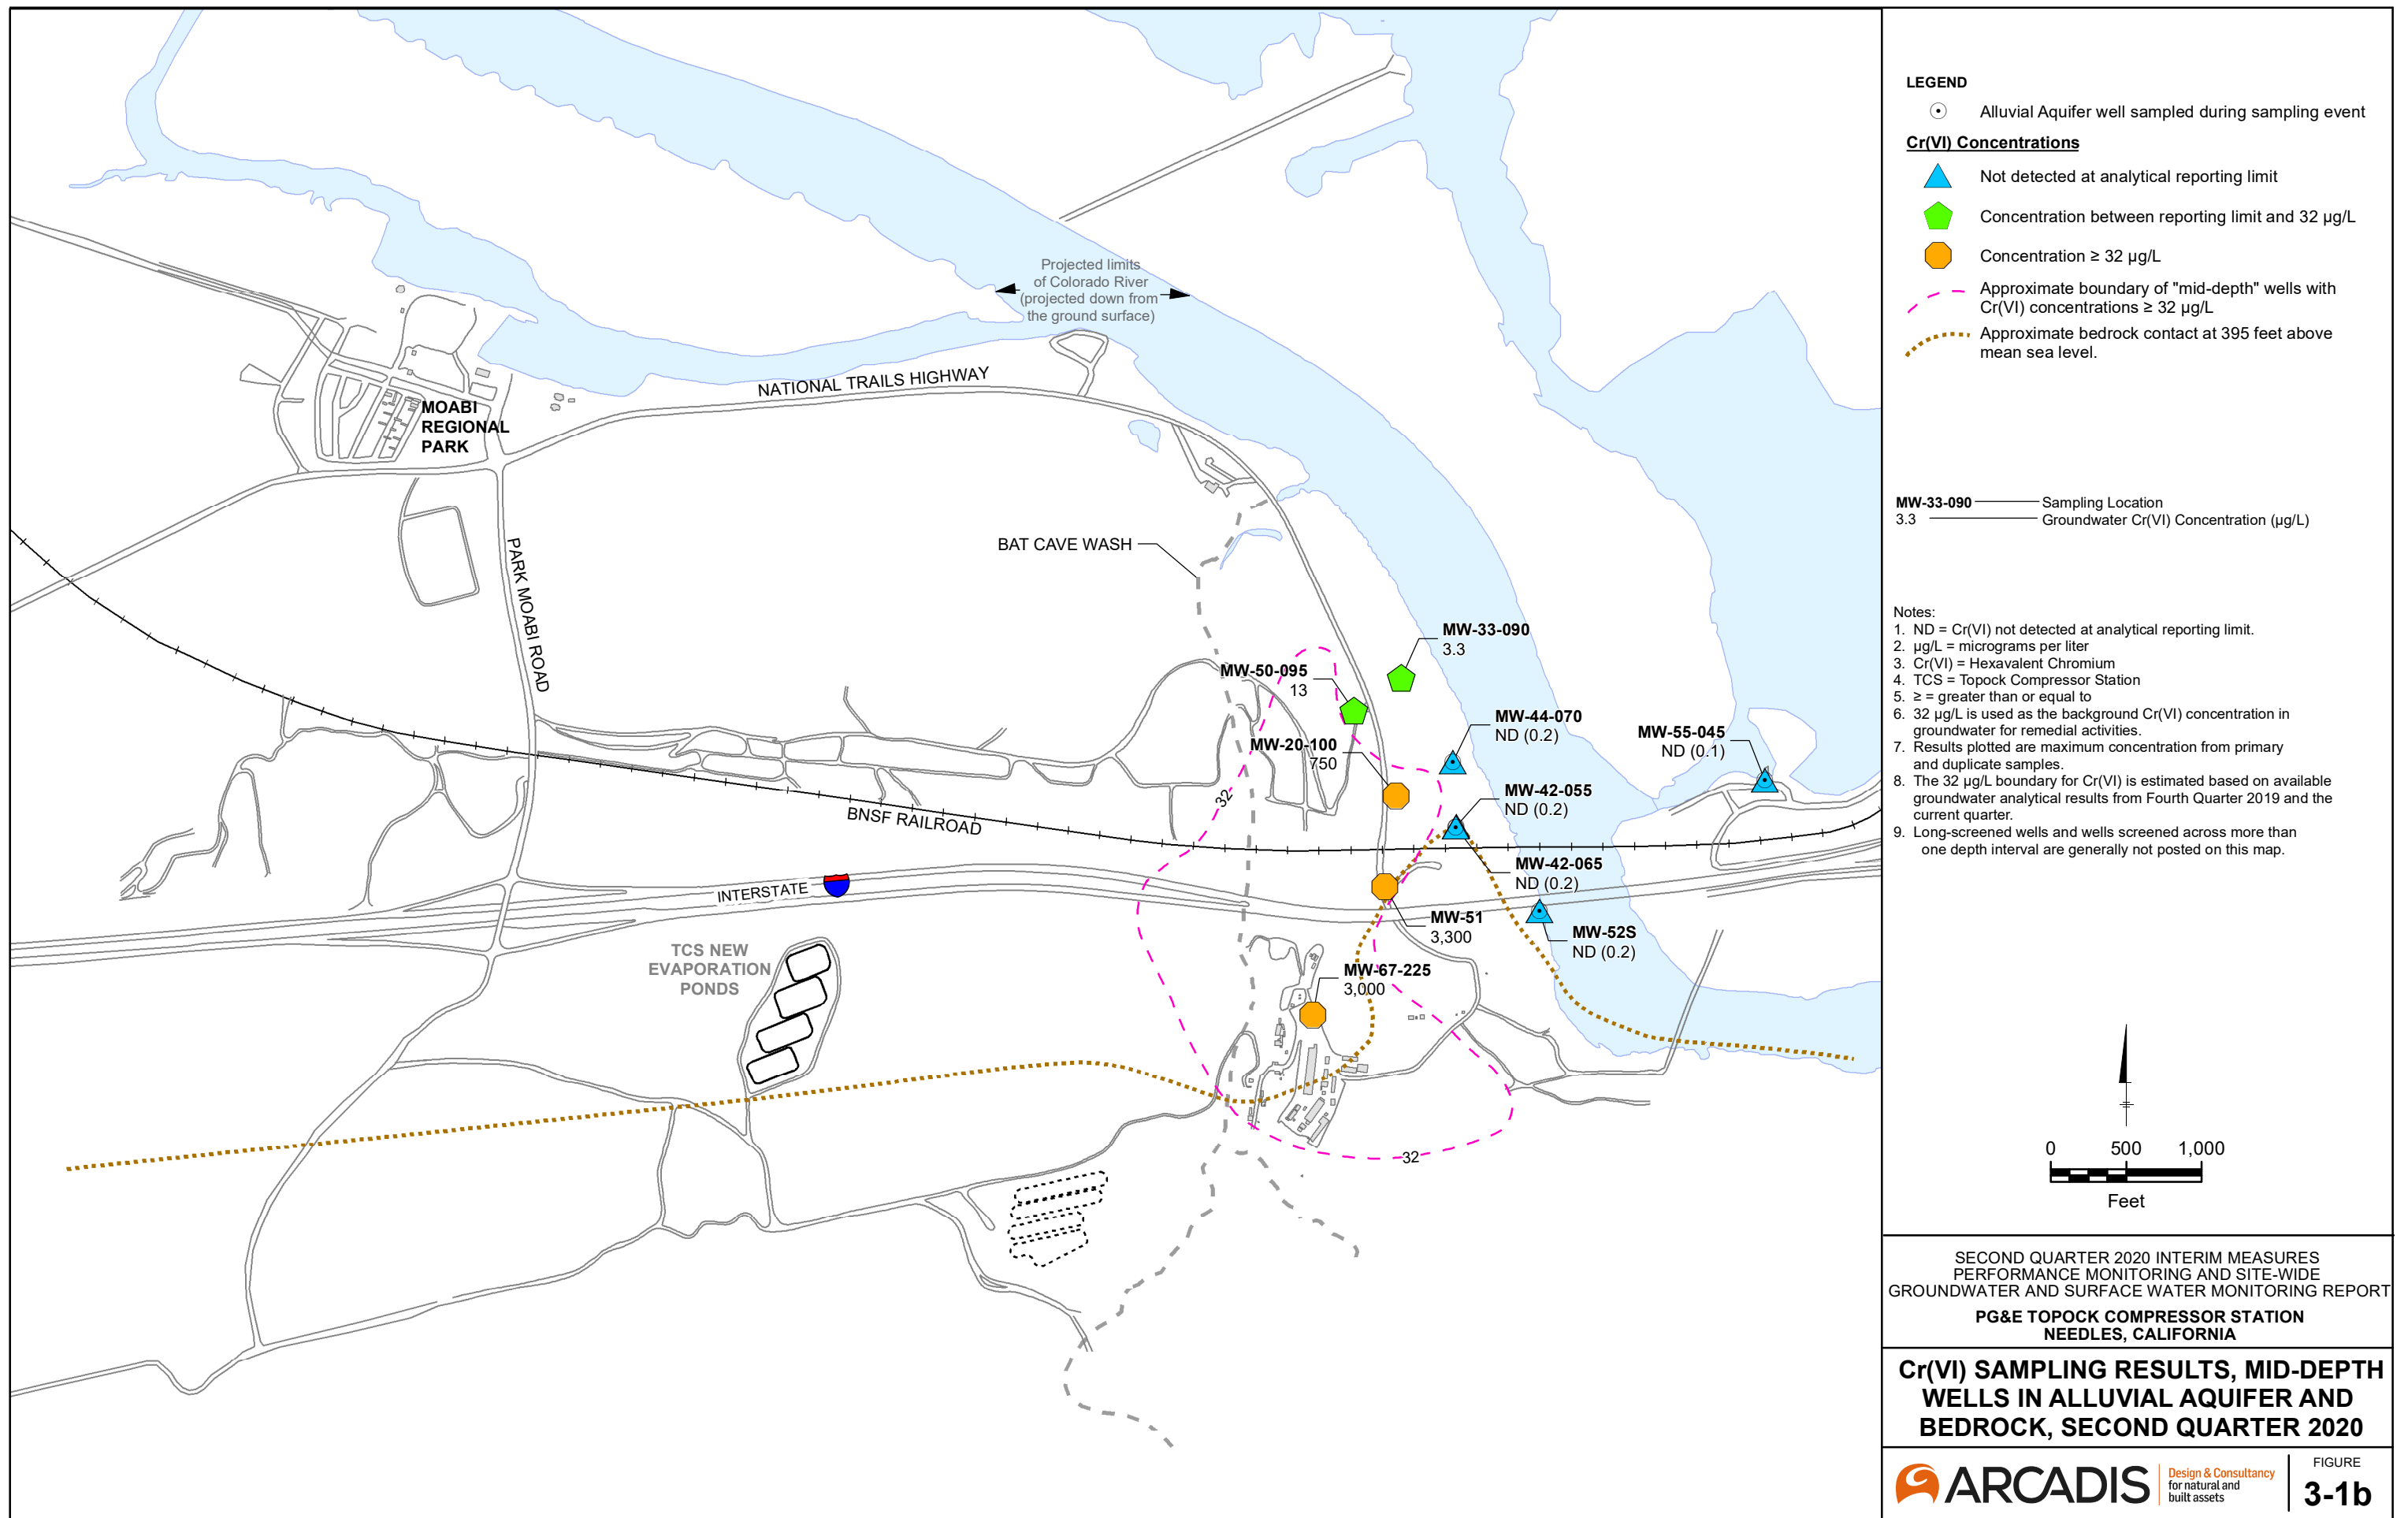 Projected limits
of Colorado River
(projected down from
the ground surface)
NATIONAL TRAILS HIGHWAY
MOABI
REGIONAL
PARK
PARK MOABI ROAD
BAT CAVE WASH
MW-33-090
3.3
MW-50-095
13
MW-44-070
ND (0.2)
MW-20-100
750
MW-55-045
ND (0.1)
MW-42-055
ND (0.2)
32
BNSF RAILROAD
MW-42-065
ND (0.2)
INTERSTATE
MW-51
3,300
MW-52S
ND (0.2)
TCS NEW
EVAPORATION
PONDS
MW-67-225
3,000
32
LEGEND
Alluvial Aquifer well sampled during sampling event
Cr(VI) Concentrations
Not detected at analytical reporting limit
Concentration between reporting limit and 32 µg/L
Concentration ≥ 32 µg/L
Approximate boundary of "mid-depth" wells with
Cr(VI) concentrations ≥ 32 µg/L
Approximate bedrock contact at 395 feet above
mean sea level.
MW-33-090 Sampling Location
3.3 Groundwater Cr(VI) Concentration (µg/L)
Notes:
1. ND = Cr(VI) not detected at analytical reporting limit.
2. µg/L = micrograms per liter
3. Cr(VI) = Hexavalent Chromium
4. TCS = Topock Compressor Station
5. ≥ = greater than or equal to
6. 32 µg/L is used as the background Cr(VI) concentration in
groundwater for remedial activities.
7. Results plotted are maximum concentration from primary
and duplicate samples.
8. The 32 µg/L boundary for Cr(VI) is estimated based on available
groundwater analytical results from Fourth Quarter 2019 and the
current quarter.
9. Long-screened wells and wells screened across more than
one depth interval are generally not posted on this map.
0 500 1,000
Feet
SECOND QUARTER 2020 INTERIM MEASURES
PERFORMANCE MONITORING AND SITE-WIDE
GROUNDWATER AND SURFACE WATER MONITORING REPORT
PG&E TOPOCK COMPRESSOR STATION
NEEDLES, CALIFORNIA
Cr(VI) SAMPLING RESULTS, MID-DEPTH
WELLS IN ALLUVIAL AQUIFER AND
BEDROCK, SECOND QUARTER 2020
ARCADIS
Design & Consultancy
for natural and
built assets
FIGURE
3-1b